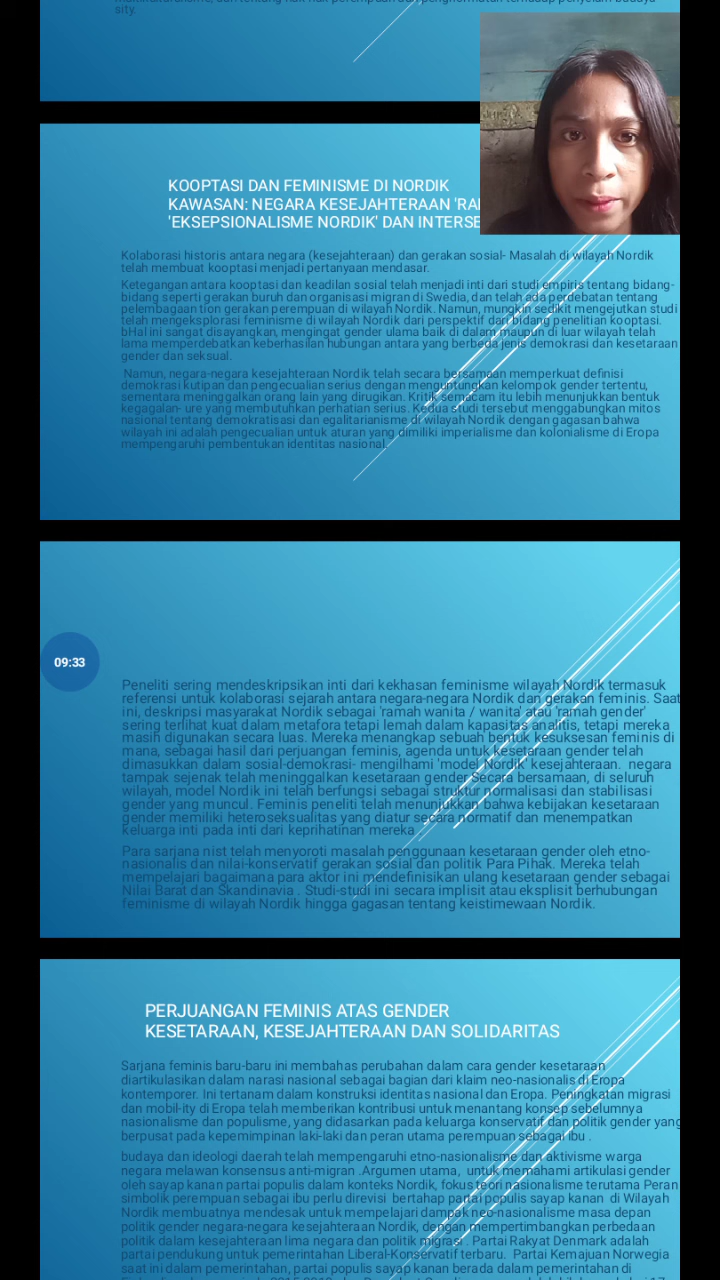 sity.
KOOPTASI DAN FEMINISME DI NORDIK
KAWASAN: NEGARA KESEJAHTERAAN
'EKSEPSIONALISME NORDIK' DAN
Kolaborasi historis antara negara (kesejahteraan) dan gerakan sosial- Masalah di wilayah Nordik
telah membuat kooptasi menjadi pertanyaan mendasar.
Ketegangan antara kooptasi dan keadilan sosial telah menjadi inti dari studi empiris tentang bidang-
bidang seperti gerakan buruh dan organisasi migran di Swedia, dan telah ada perdebatan tentang
pelembagaan tion gerakan perempuan di wilayah Nordik. Namun, mungkin sedikit mengejutkan studi
telah mengeksplorasi feminisme di wilayah Nordik dari perspektif dari bidang penelitian kooptasi.
bHal ini sangat disayangkan, mengingat gender ulama baik di dalam maupun di luar wilayah telah
lama memperdebatkan keberhasilan hubungan antara yang berbeda jenis demokrasi dan kesetaraan
gender dan seksual.
Namun, negara-negara kesejahteraan Nordik telah secara bersamaan memperkuat definisi
demokrasi kutipan dan pengecualian serius dengan menguntungkan kelompok gender tertentu,
sementara meninggalkan orang lain yang dirugikan. Kritik semacam itu lebih menunjukkan bentuk
kegagalan- ure yang membutuhkan perhatian serius. Kedua studi tersebut menggabungkan mitos
nasional tentang demokratisasi dan egalitarianisme di wilayah Nordik dengan gagasan bahwa
wilayah ini adalah pengecualian untuk aturan yang dimiliki imperialisme dan kolonialisme di Eropa
mempengaruhi pembentukan identitas nasional.
09:33
Peneliti sering mendeskripsikan inti dari kekhasan feminisme wilayah Nordik termasuk
referensi untuk kolaborasi sejarah antara negara-negara Nordik dan gerakan feminis. Saat
ini, deskripsi masyarakat Nordik sebagai 'ramah wanita / wanita' atau 'ramah gender'
sering terlihat kuat dalam metafora tetapi lemah dalam kapasitas analitis, tetapi mereka
masih digunakan secara luas. Mereka menangkap sebuah bentuk kesuksesan feminis di
mana, sebagai hasil dari perjuangan feminis, agenda untuk kesetaraan gender telah
dimasukkan dalam sosial-demokrasi- mengilhami 'model Nordik' kesejahteraan. negara
tampak sejenak telah meninggalkan kesetaraan gender Secara bersamaan, di seluruh
wilayah, model Nordik ini telah berfungsi sebagai struktur normalisasi dan stabilisasi
gender yang muncul. Feminis peneliti telah menunjukkan bahwa kebijakan kesetaraan
gender memiliki heteroseksualitas yang diatur secara normatif dan menempatkan
keluarga inti pada inti dari keprihatinan mereka .
Para sarjana nist telah menyoroti masalah penggunaan kesetaraan gender oleh etno-
nasionalis dan nilai-konservatif gerakan sosial dan politik Para Pihak. Mereka telah
mempelajari bagaimana para aktor ini mendefinisikan ulang kesetaraan gender sebagai
Nilai Barat dan Skandinavia . Studi-studi ini secara implisit atau eksplisit berhubungan
feminisme di wilayah Nordik hingga gagasan tentang keistimewaan Nordik.
PERJUANGAN FEMINIS ATAS GENDER
KESETARAAN, KESEJAHTERAAN DAN SOLIDARITAS
Sarjana feminis baru-baru ini membahas perubahan dalam cara gender kesetaraan
diartikulasikan dalam narasi nasional sebagai bagian dari klaim neo-nasionalis di Eropa
kontemporer. Ini tertanam dalam konstruksi identitas nasional dan Eropa. Peningkatan migrasi
dan mobil-ity di Eropa telah memberikan kontribusi untuk menantang konsep sebelumnya
nasionalisme dan populisme, yang didasarkan pada keluarga konservatif dan politik gender yang
berpusat pada kepemimpinan laki-laki dan peran utama perempuan sebagai ibu .
budaya dan ideologi daerah telah mempengaruhi etno-nasionalisme dan aktivisme warga
negara melawan konsensus anti-migran .Argumen utama, untuk memahami artikulasi gender
oleh sayap kanan partai populis dalam konteks Nordik, fokus teori nasionalisme terutama Peran
simbolik perempuan sebagai ibu perlu direvisi bertahap partai populis sayap kanan di Wilayah
Nordik membuatnya mendesak untuk mempelajari dampak neo-nasionalisme masa depan
politik gender negara-negara kesejahteraan Nordik, dengan mempertimbangkan perbedaan
politik dalam kesejahteraan lima negara dan politik migrasi . Partai Rakyat Denmark adalah
partai pendukung untuk pemerintahan Liberal-Konservatif terbaru. Partai Kemajuan Norwegia
saat ini dalam pemerintahan, partai populis sayap kanan berada dalam pemerintahan di